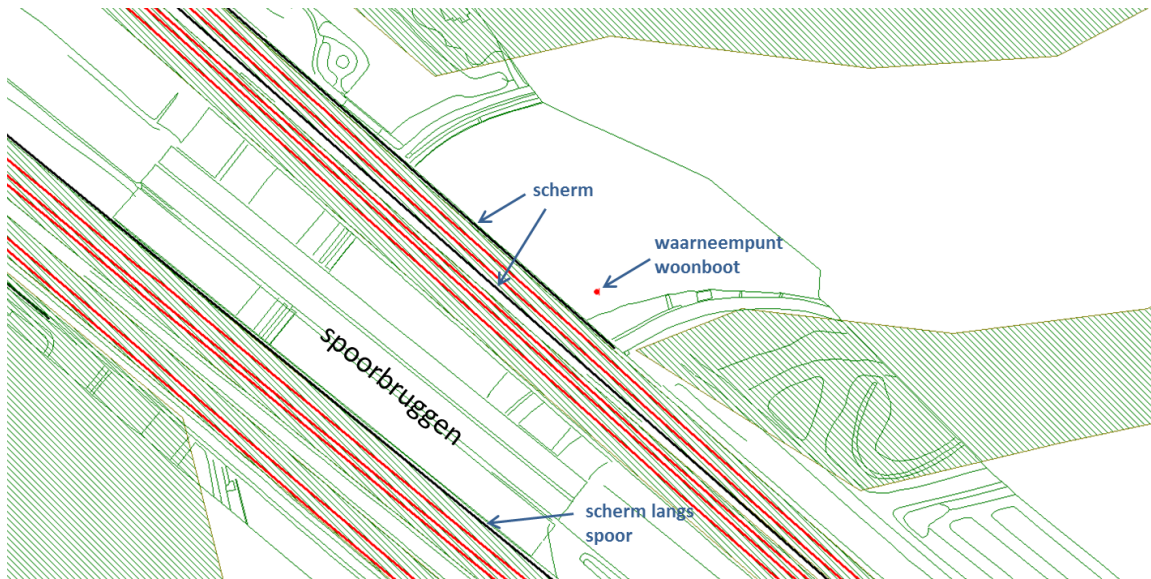 scherm
waarneempunt
woonboot
spoorbruggen
scherm langs
spoor